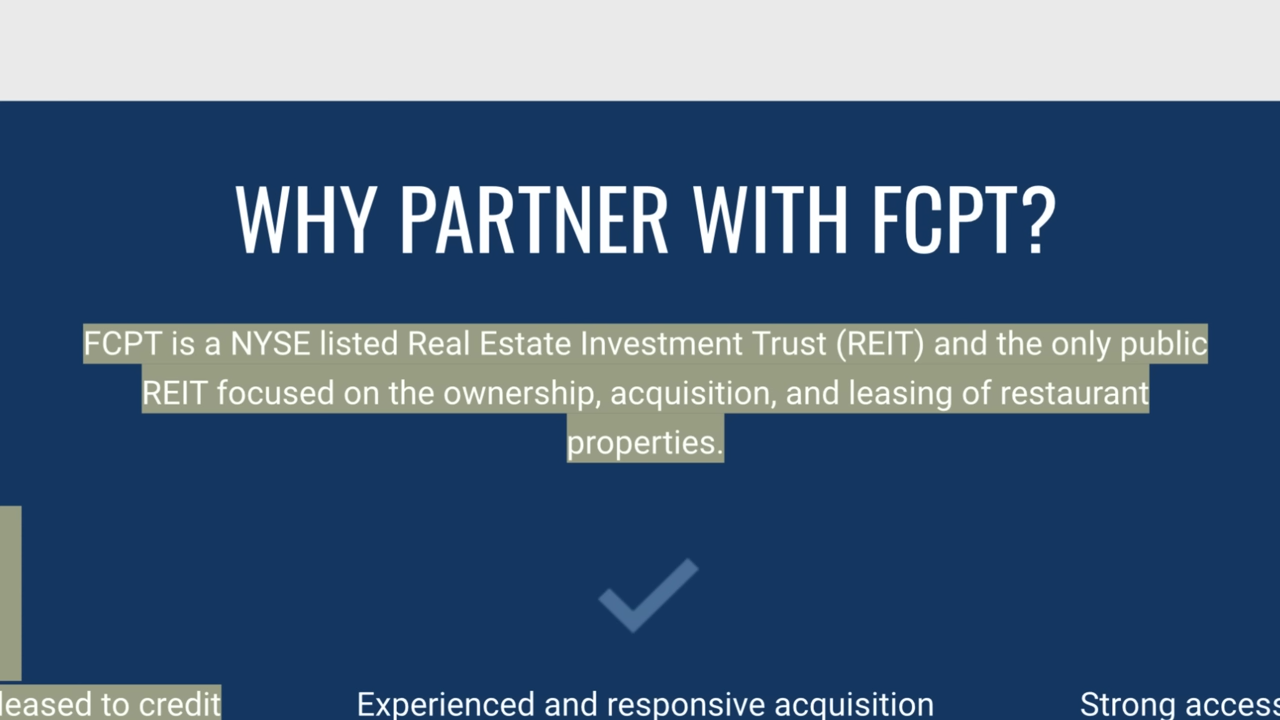 WHY PARTNER WITH FCPT?
FCPT is a NYSE listed Real Estate Investment Trust (REIT) and the only public
REIT focused on the ownership, acquisition, and leasing of restaurant
properties.
leased to credit
Experienced and responsive acquisition
Strong access